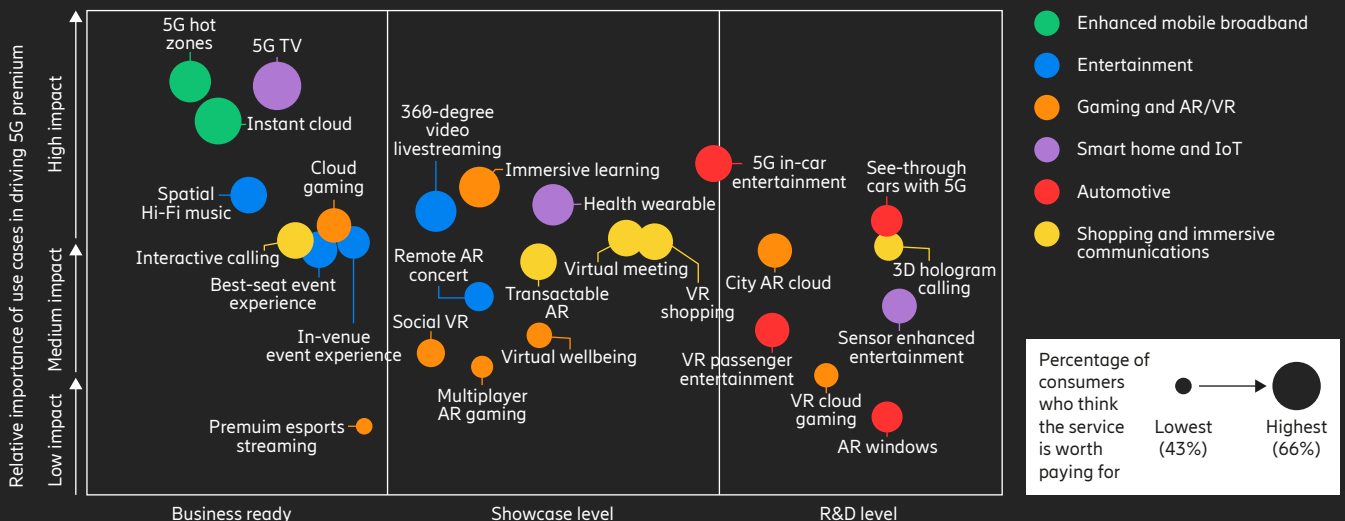 Relative importance of use cases in driving 5G premium
High impact
Medium impact
Low impact
5G hot
zones
5G TV
Instant cloud
Spatial
Hi-Fi music
Cloud
gaming
Interactive calling
Best-seat event
experience
In-venue
event experience
Premuim esports
streaming
360-degree
video
livestreaming
Immersive learning
Health wearable
Remote AR
concert
Transactable
AR
Virtual meeting
VR
shopping
Social VR
Virtual wellbeing
Multiplayer
AR gaming
5G in-car
entertainment
See-through
cars with 5G
City AR cloud
3D hologram
calling
Sensor enhanced
entertainment
VR passenger
entertainment
VR cloud
gaming
AR windows
Business ready
Showcase level
R&D level
Enhanced mobile broadband
Entertainment
Gaming and AR/VR
Smart home and IoT
Automotive
Shopping and immersive
communications
Percentage of
consumers
who think
the service
is worth
paying for
Lowest
(43%)
Highest
(66%)